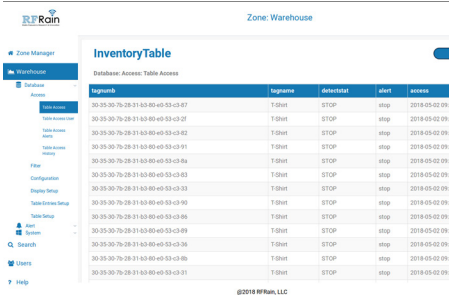 RFRain
Zone: Warehouse
Zone Manager
Warehouse
Database
Access
Table Access
Table Access User
Table Access Alerts
Table Access History
Filter
Configuration
Display Setup
Table Entries Setup
Table Setup
Alert
System
Search
Users
? Help
InventoryTable
Database: Access: Table Access
tagnumb tagname detectstat alert access
30-35-30-7b-28-31-b3-80-e0-53-c3-87 T-Shirt STOP stop 2018-05-02 09:
30-35-30-7b-28-31-b3-80-e0-53-c3-2f T-Shirt STOP stop 2018-05-02 09:
30-35-30-7b-28-31-b3-80-e0-53-c3-82 T-Shirt STOP stop 2018-05-02 09:
30-35-30-7b-28-31-b3-80-e0-53-c3-91 T-Shirt STOP stop 2018-05-02 09:
30-35-30-7b-28-31-b3-80-e0-53-c3-8a T-Shirt STOP stop 2018-05-02 09:
30-35-30-7b-28-31-b3-80-e0-53-c3-83 T-Shirt STOP stop 2018-05-02 09:
30-35-30-7b-28-31-b3-80-e0-53-c3-33 T-Shirt STOP stop 2018-05-02 09:
30-35-30-7b-28-31-b3-80-e0-53-c3-90 T-Shirt STOP stop 2018-05-02 09:
30-35-30-7b-28-31-b3-80-e0-53-c3-86 T-Shirt STOP stop 2018-05-02 09:
30-35-30-7b-28-31-b3-80-e0-53-c3-89 T-Shirt STOP stop 2018-05-02 09:
30-35-30-7b-28-31-b3-80-e0-53-c3-36 T-Shirt STOP stop 2018-05-02 09:
30-35-30-7b-28-31-b3-80-e0-53-c3-8b T-Shirt STOP stop 2018-05-02 09:
30-35-30-7b-28-31-b3-80-e0-53-c3-31 T-Shirt STOP stop 2018-05-02 09:
@2018 RFRain, LLC